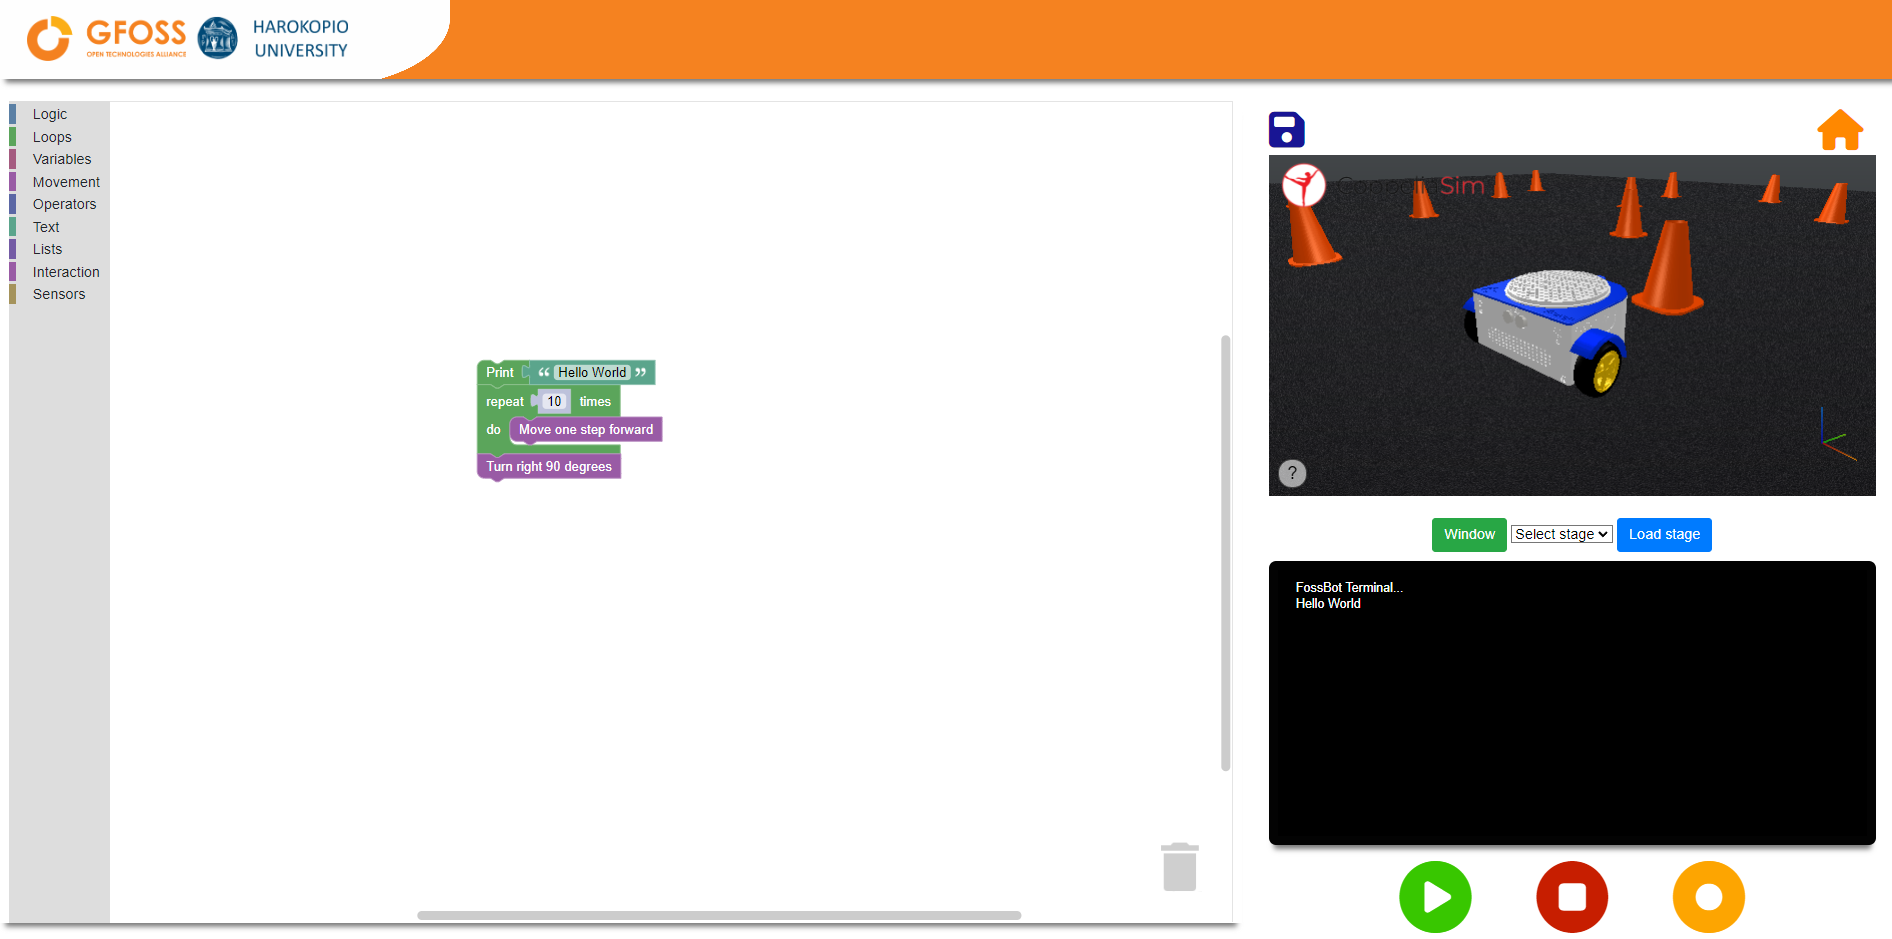 GFOSS
OPEN TECHNOLOGIES ALLIANCE
HAROKOPIO
UNIVERSITY
Logic
Loops
Variables
Movement
Operators
Text
Lists
Interaction
Sensors
Print “ Hello World ”
repeat 10 times
do Move one step forward
Turn right 90 degrees
CoppeliaSim
?
Window Select stage Load stage
FossBot Terminal...
Hello World